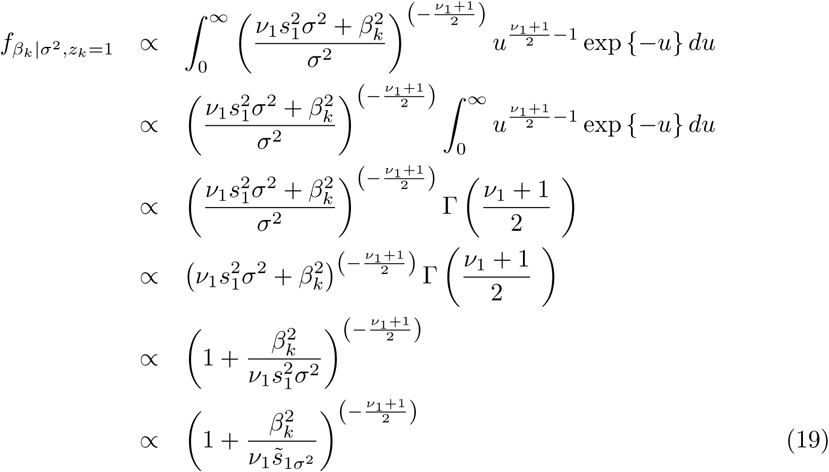 f_{β_k|σ²,z_k=1} ∝ ∫_0^∞ ( (ν_1 s_1^2 σ^2 + β_k^2) / σ^2 )^{(−(ν_1+1)/2)} u^{(ν_1+1)/2 −1} exp {−u} du
∝ ( (ν_1 s_1^2 σ^2 + β_k^2) / σ^2 )^{(−(ν_1+1)/2)} ∫_0^∞ u^{(ν_1+1)/2 −1} exp {−u} du
∝ ( (ν_1 s_1^2 σ^2 + β_k^2) / σ^2 )^{(−(ν_1+1)/2)} Γ ( (ν_1 + 1) / 2 )
∝ (ν_1 s_1^2 σ^2 + β_k^2)^{(−(ν_1+1)/2)} Γ ( (ν_1 + 1) / 2 )
∝ ( 1 + β_k^2 / (ν_1 s_1^2 σ^2) )^{(−(ν_1+1)/2)}
∝ ( 1 + β_k^2 / (ν_1 s̃_{1σ^2}) )^{(−(ν_1+1)/2)} (19)